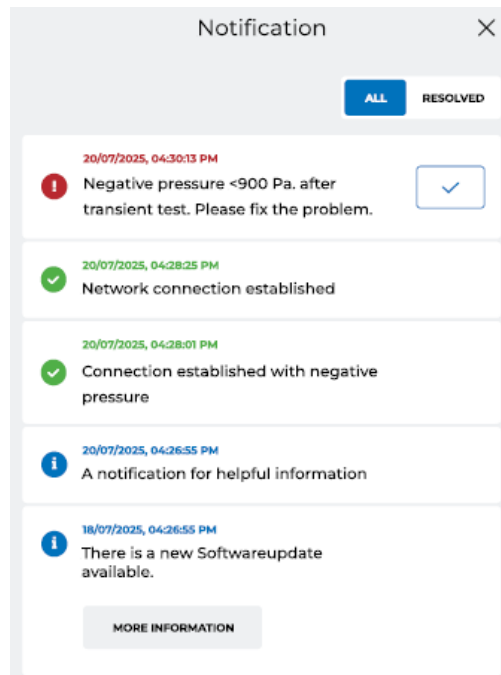 Notification
ALL RESOLVED
20/07/2025, 04:30:13 PM
Negative pressure <900 Pa. after
transient test. Please fix the problem.
20/07/2025, 04:28:25 PM
Network connection established
20/07/2025, 04:28:01 PM
Connection established with negative
pressure
20/07/2025, 04:26:55 PM
A notification for helpful information
18/07/2025, 04:26:55 PM
There is a new Softwareupdate
available.
MORE INFORMATION